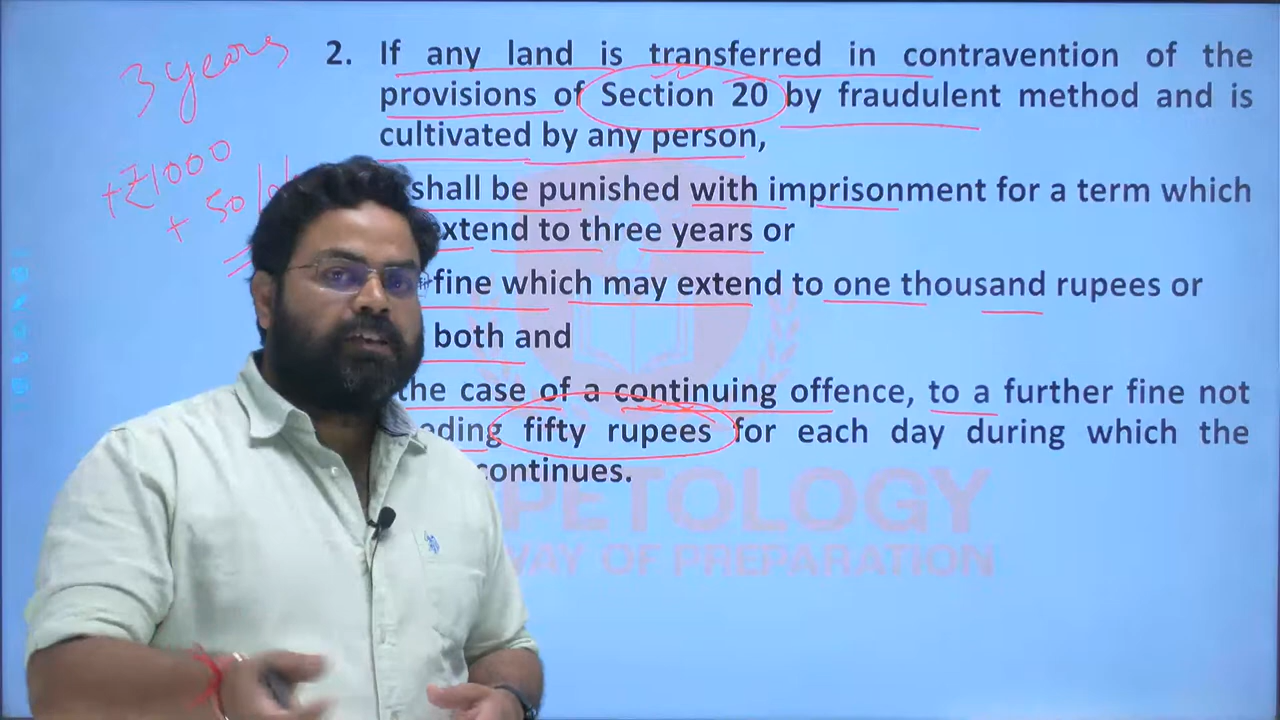 3 years
+₹1000
+ 50/
2. If any land is transferred in contravention of the
provisions of Section 20 by fraudulent method and is
cultivated by any person,
shall be punished with imprisonment for a term which
extend to three years or
fine which may extend to one thousand rupees or
both and
the case of a continuing offence, to a further fine not
eding fifty rupees for each day during which the
continues.
PETOLOGY
WAY OF PREPARATION